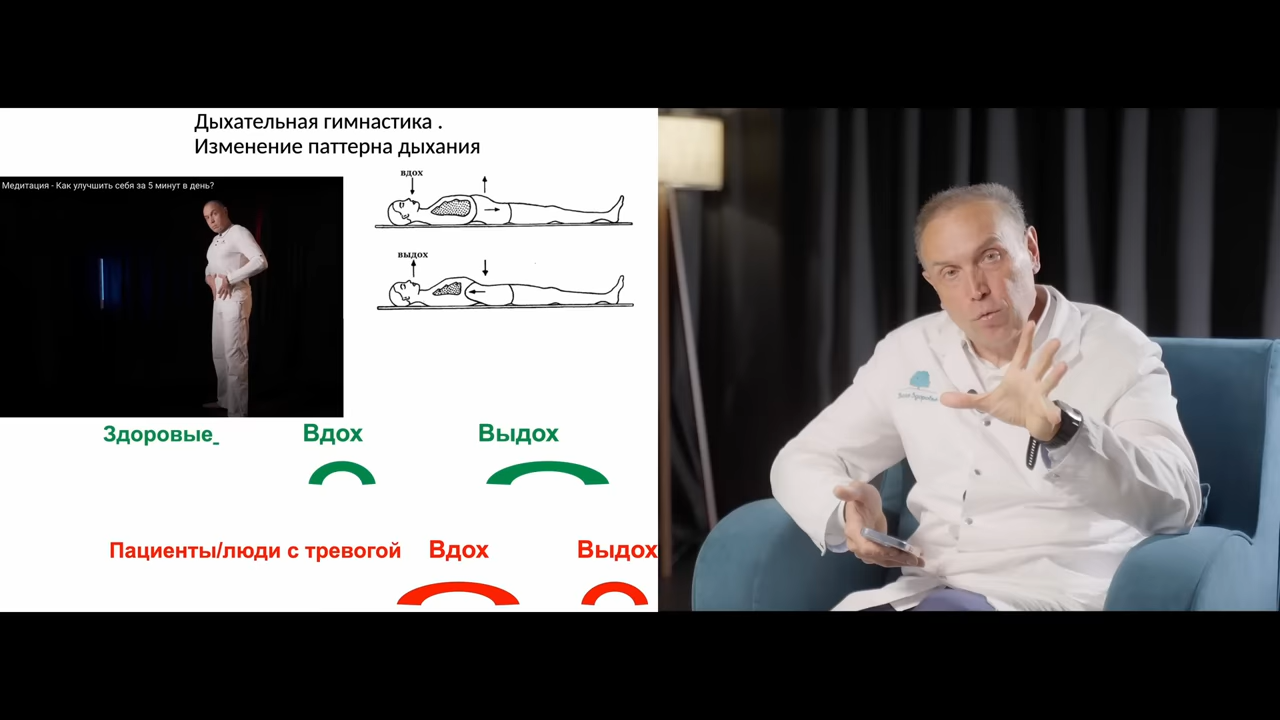 Дыхательная гимнастика .
Изменение паттерна дыхания
Медитация - Как улучшить себя за 5 минут в день?
вдох
выдох
Здоровые_ Вдох Выдох
Пациенты/люди с тревогой Вдох Выдох